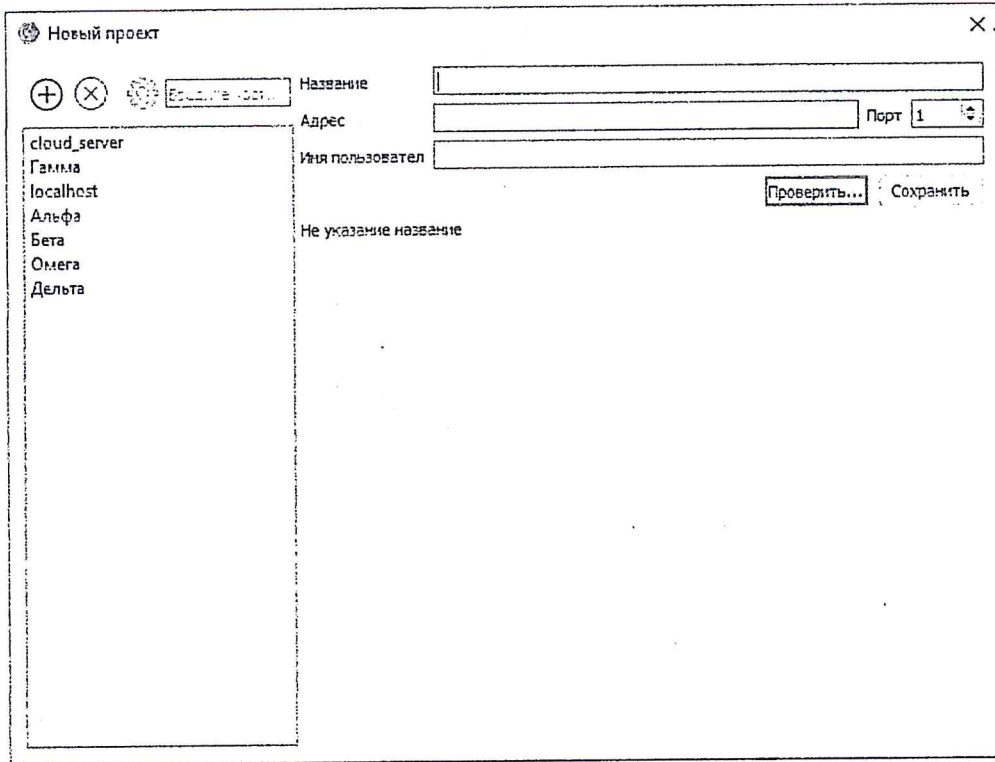 Новый проект
Название
Адрес
Порт 1
Имя пользовател
Проверить... Сохранить
Не указание название
cloud_server
Гамма
localhost
Альфа
Бета
Омега
Дельта